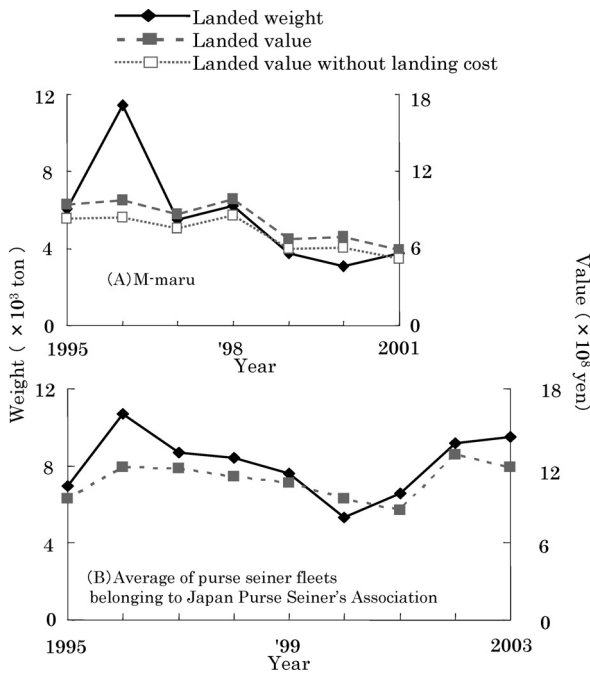 Landed weight
Landed value
Landed value without landing cost
12
8
4
0
18
12
6
0
(A)M-maru
1995
'98
2001
Year
Weight ( ×10³ ton )
Value ( ×10⁸ yen)
12
8
4
0
18
12
6
0
(B)Average of purse seiner fleets
belonging to Japan Purse Seiner's Association
1995
'99
2003
Year